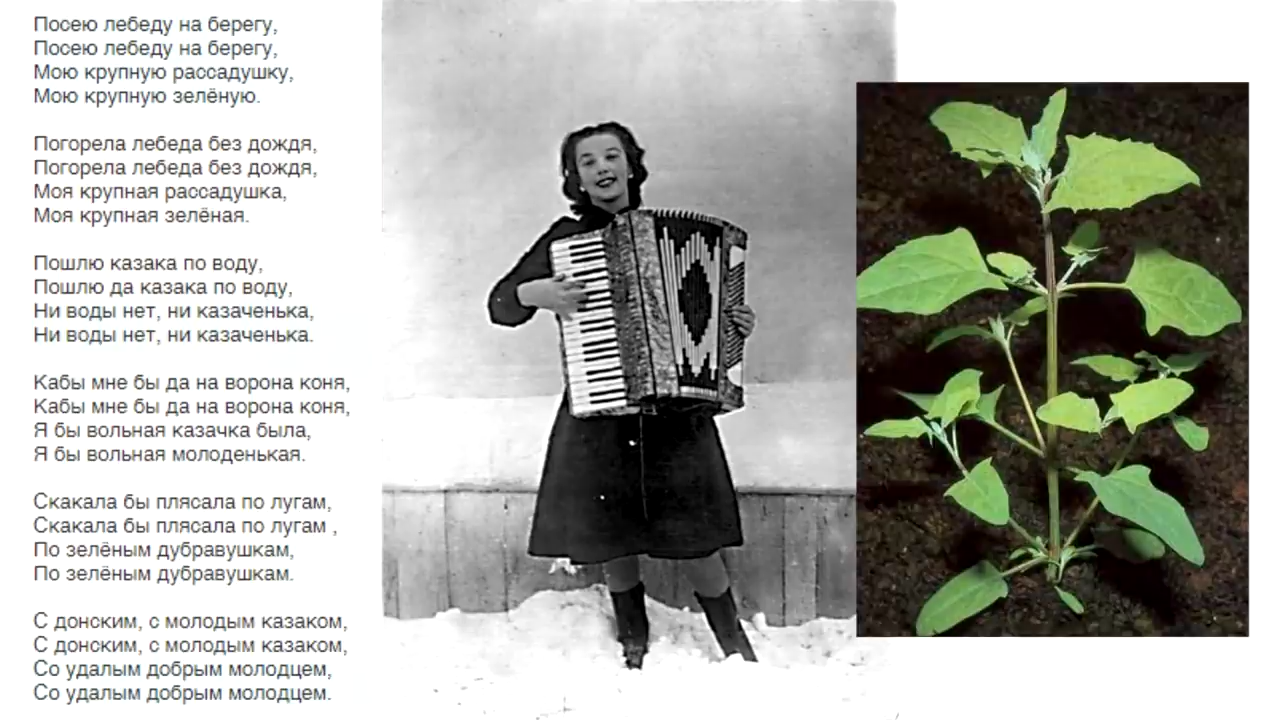 Посею лебеду на берегу,
Посею лебеду на берегу,
Мою крупную рассадушку,
Мою крупную зелёную.

Погорела лебеда без дождя,
Погорела лебеда без дождя,
Моя крупная рассадушка,
Моя крупная зелёная.

Пошлю казака по воду,
Пошлю да казака по воду,
Ни воды нет, ни казаченька,
Ни воды нет, ни казаченька.

Кабы мне бы да на ворона коня,
Кабы мне бы да на ворона коня,
Я бы вольная казачка была,
Я бы вольная молоденькая.

Скакала бы плясала по лугам,
Скакала бы плясала по лугам ,
По зелёным дубравушкам,
По зелёным дубравушкам.

С донским, с молодым казаком,
С донским, с молодым казаком,
Со удалым добрым молодцем,
Со удалым добрым молодцем.